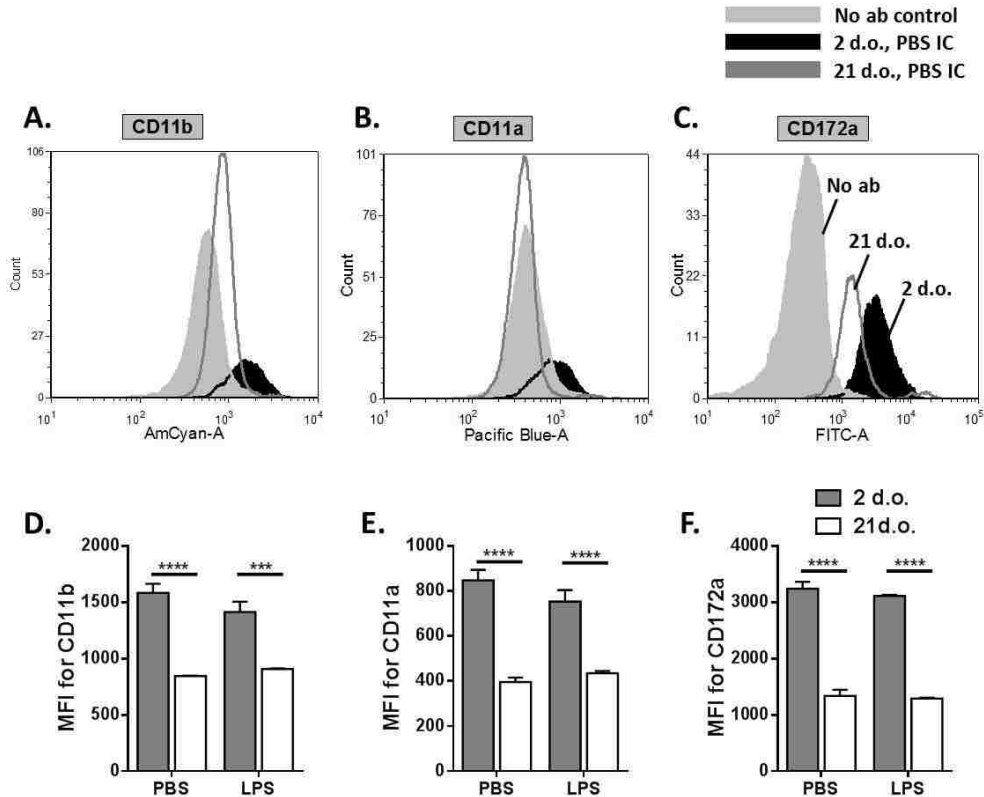 No ab control
2 d.o., PBS IC
21 d.o., PBS IC
A.
CD11b
106
80
53
27
0
Count
10^1
10^2
10^3
10^4
AmCyan-A
B.
CD11a
101
76
51
25
0
Count
10^1
10^2
10^3
10^4
Pacific Blue-A
C.
CD172a
44
33
22
11
0
Count
No ab
21 d.o.
2 d.o.
10^1
10^2
10^3
10^4
10^5
FITC-A
D.
2000
1500
1000
500
0
MFI for CD11b
****
***
PBS
LPS
E.
1000
800
600
400
200
0
MFI for CD11a
****
****
PBS
LPS
F.
2 d.o.
21d.o.
4000
3000
2000
1000
0
MFI for CD172a
****
****
PBS
LPS